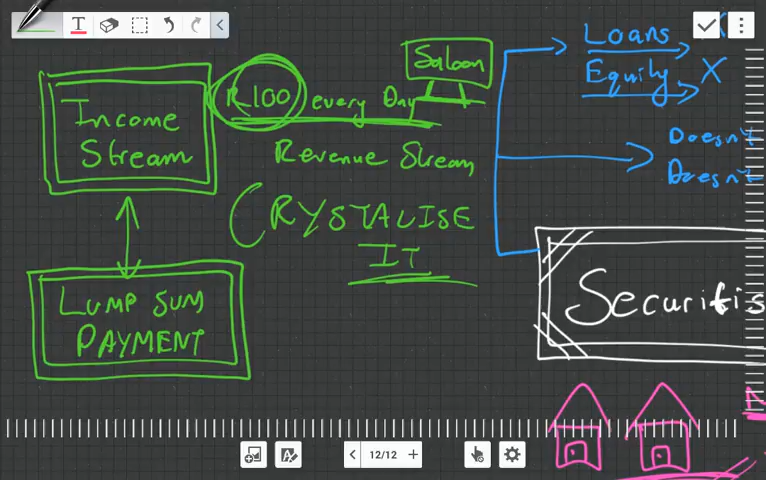 T
Saloon
Loans X
Equity X
Income
Stream
R100 every Day
Revenue Stream
Doesn't
Doesn't
CRYSTALISE
IT
LUMP SUM
PAYMENT
Securitis
12/12